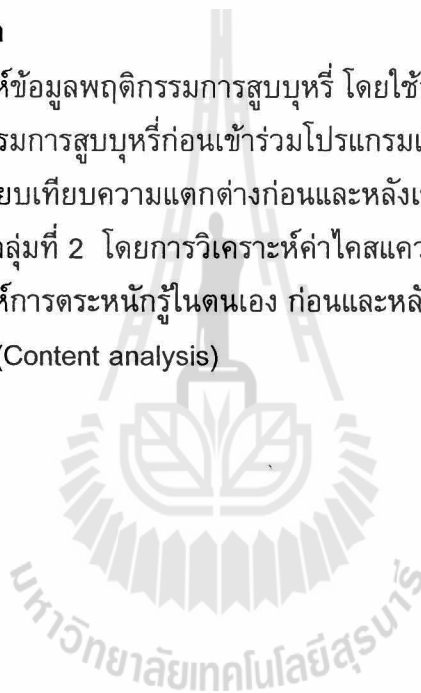 ห์ข้อมูลพฤติกรรมการสูบบุหรี่ โดยใช้
รมการสูบบุหรี่ก่อนเข้าร่วมโปรแกรม
ยบเทียบความแตกต่างก่อนและหลัง
ลุ่มที่ 2 โดยการวิเคราะห์ค่าไคสแคว
ห์การตระหนักรู้ในตนเอง ก่อนและหลั
(Content analysis)
มหาวิทยาลัยเทคโนโลยีสุรนารี